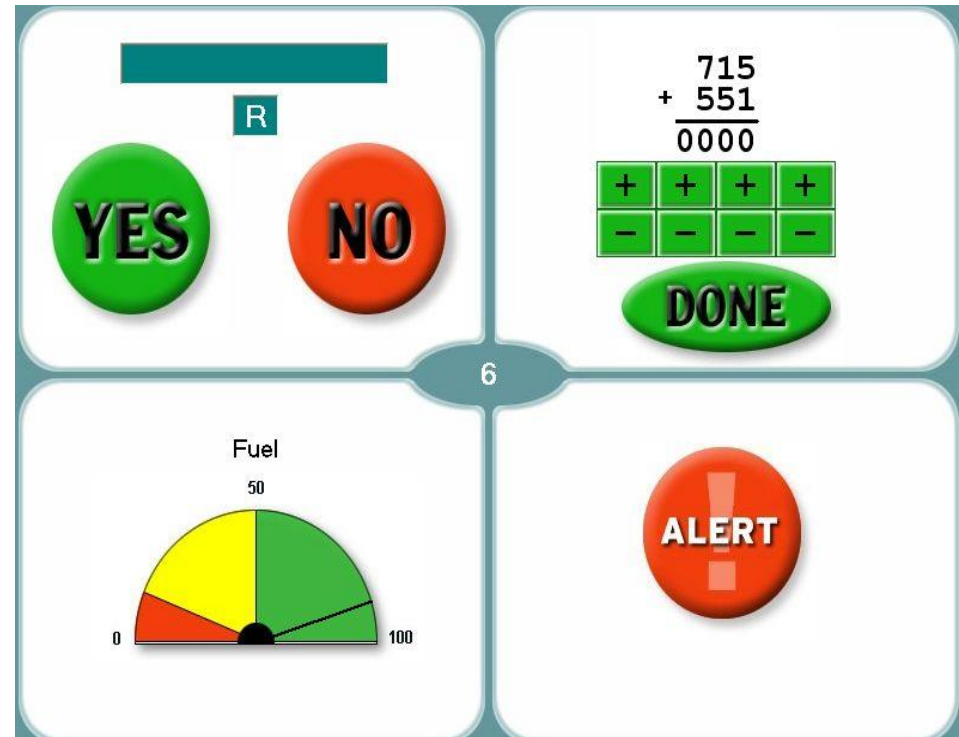 R
YES NO
715
+ 551
0000
+ + + +
- - - -
DONE
6
Fuel
50
0 100
! ALERT